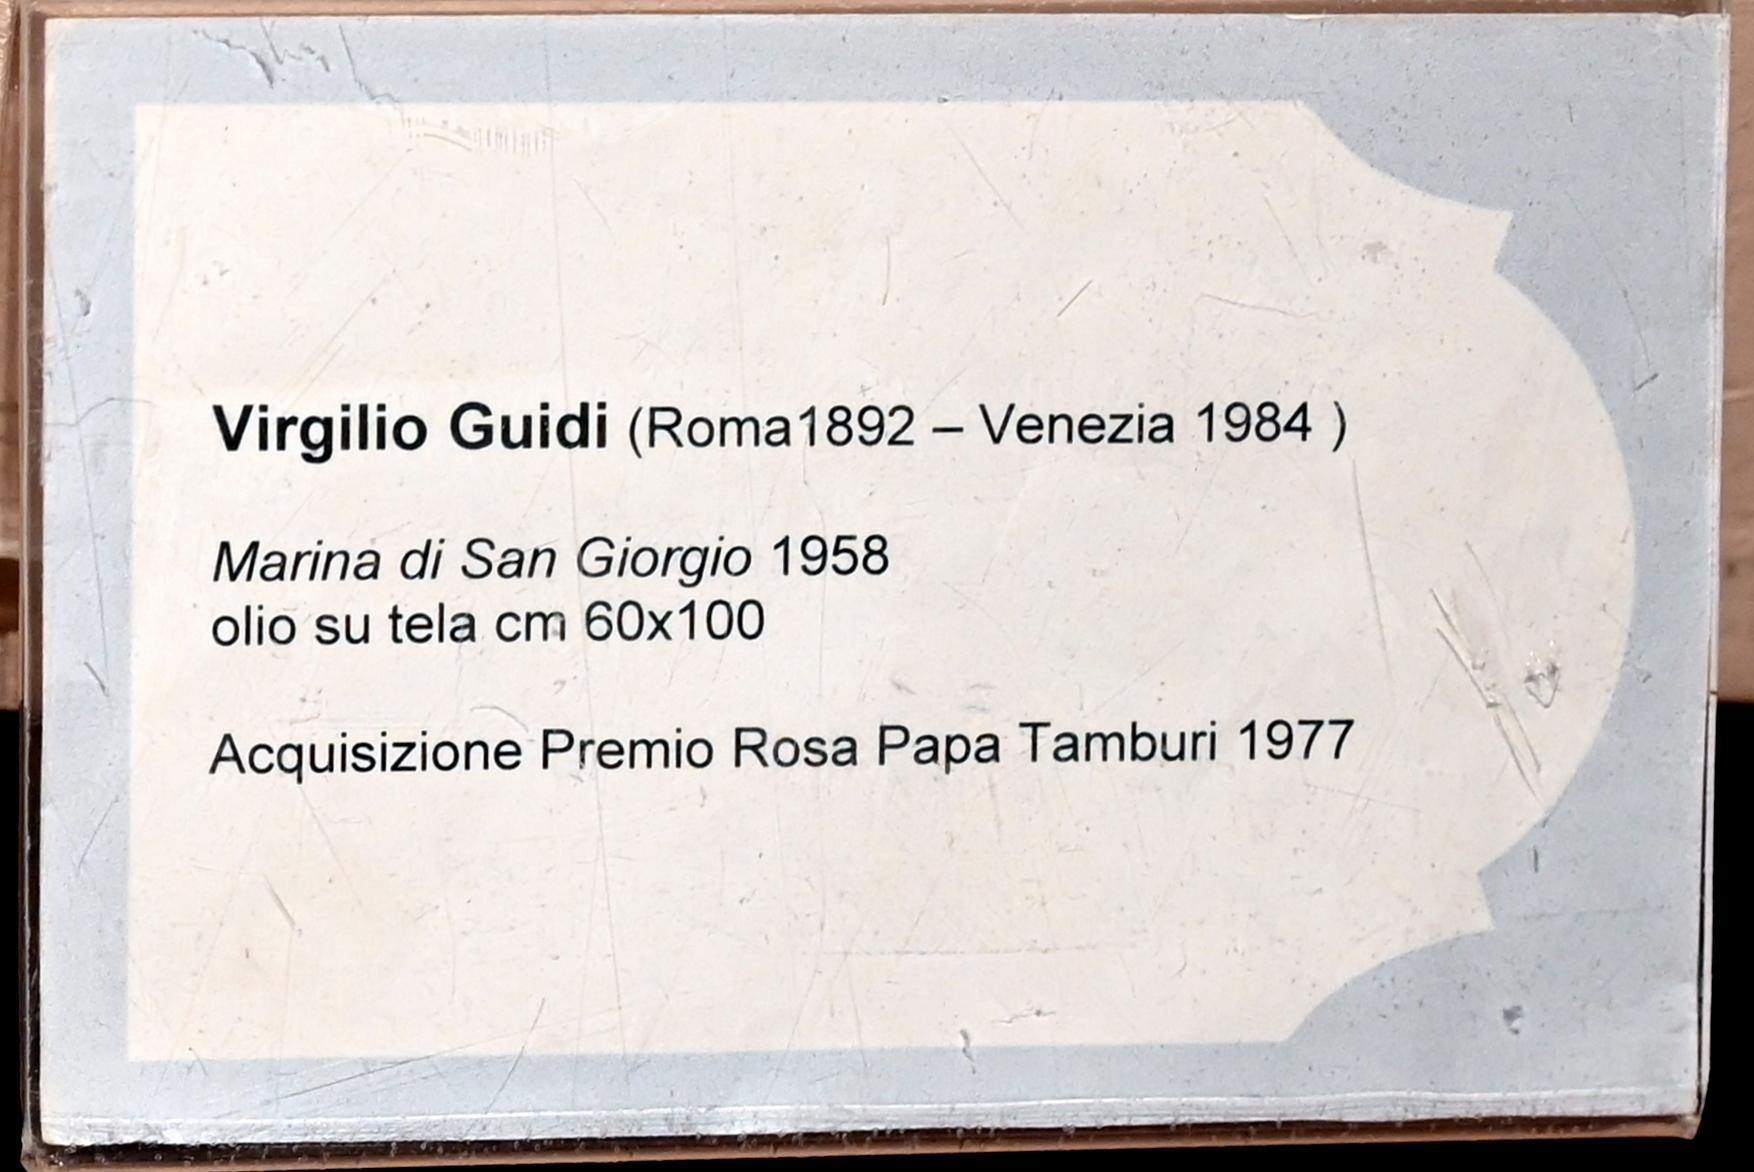 Virgilio Guidi (Roma1892 – Venezia 1984 )
Marina di San Giorgio 1958
olio su tela cm 60x100
Acquisizione Premio Rosa Papa Tamburi 1977